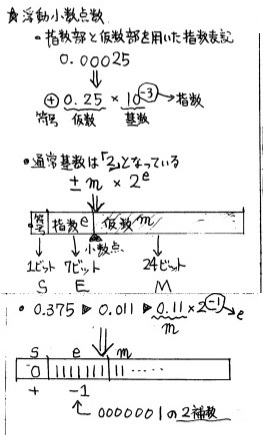 ☆浮動小数点数
・指数部と仮数部を用いた指数表記
0.00025
⇓
⊕ 0.25 × 10⁻³ → 指数
符号 仮数 基数
●通常基数は「2」となっている
± m × 2ᵉ
符号 指数e 仮数m
小数点
1ビット 7ビット 24ビット
S E M
・0.375 ▷ 0.011 ▷ 0.11 × 2⁻¹ → e
m
S e m
0 1111111 11 ‥‥‥
+ -1
0000001の2補数